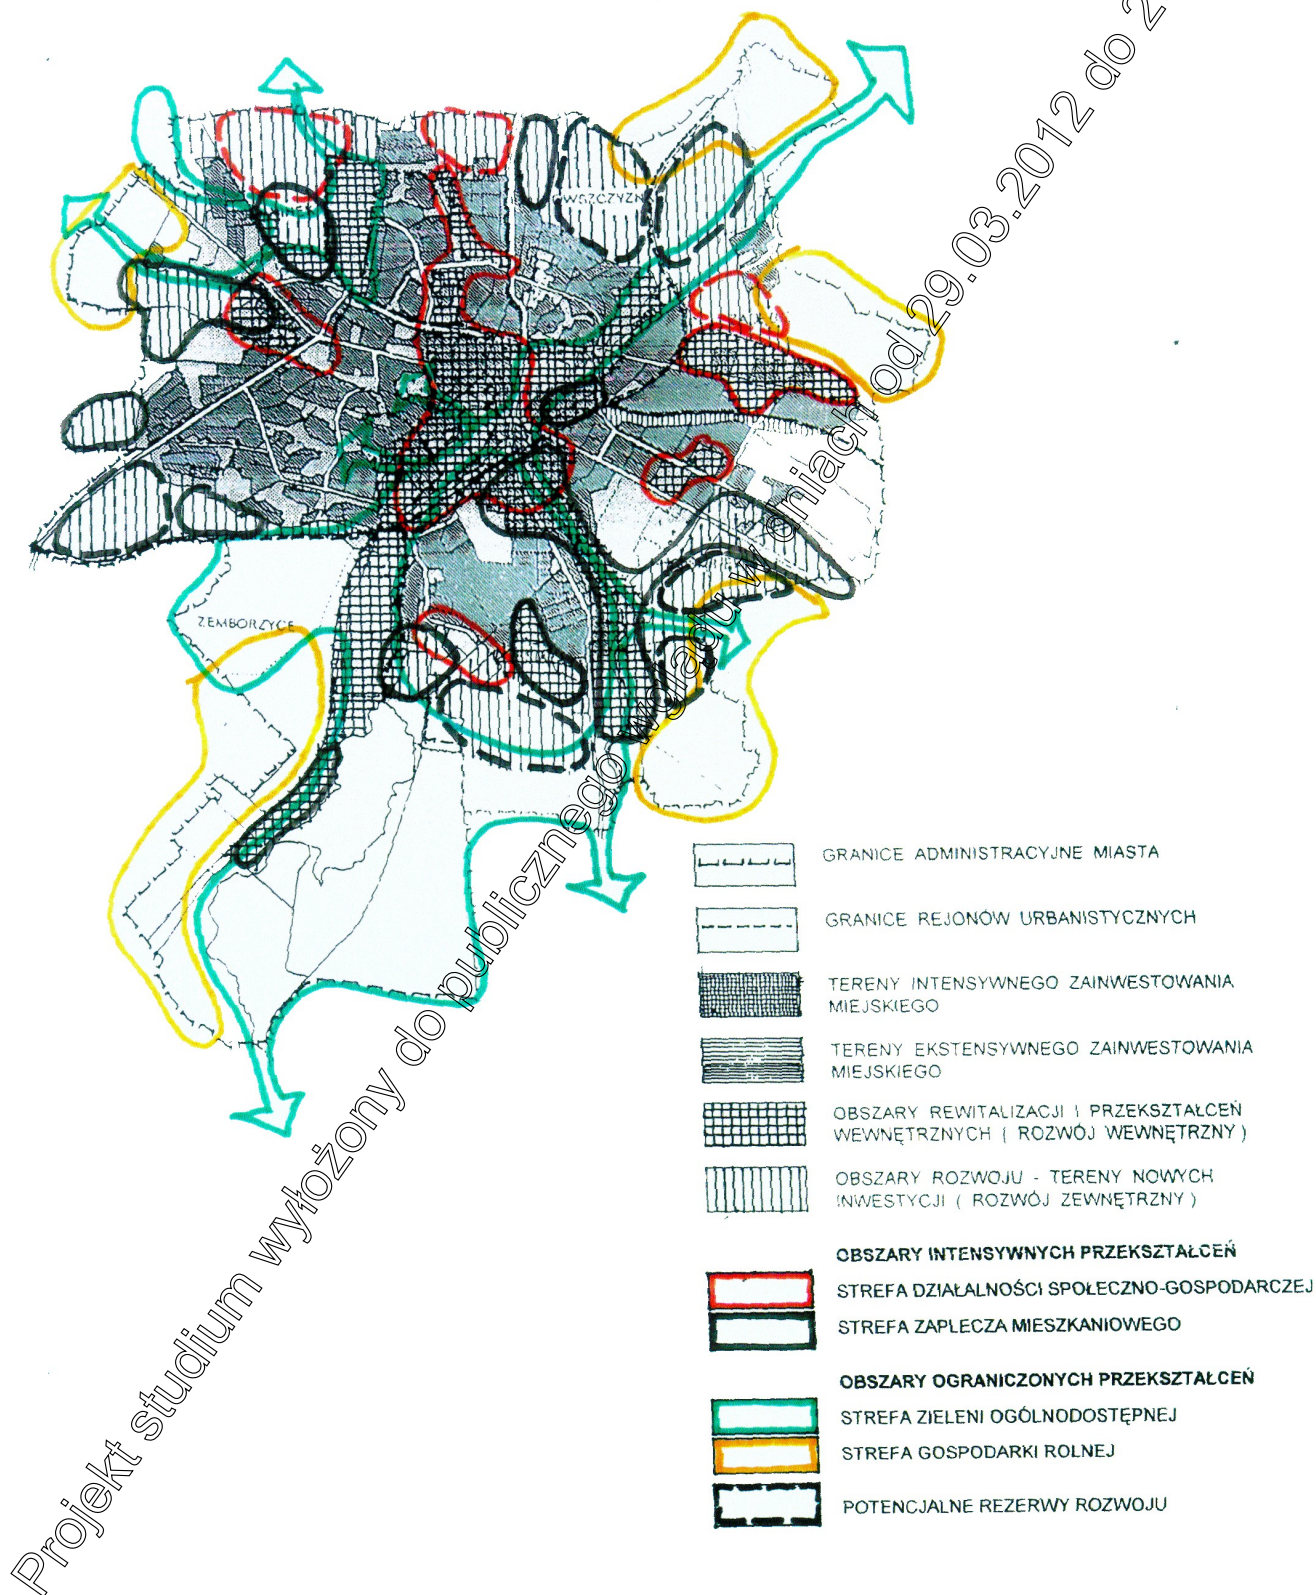 WSZCZYZN
ZEMBORZYCE
GRANICE ADMINISTRACYJNE MIASTA
GRANICE REJONÓW URBANISTYCZNYCH
TERENY INTENSYWNEGO ZAINWESTOWANIA
MIEJSKIEGO
TERENY EKSTENSYWNEGO ZAINWESTOWANIA
MIEJSKIEGO
OBSZARY REWITALIZACJI I PRZEKSZTAŁCEŃ
WEWNĘTRZNYCH ( ROZWÓJ WEWNĘTRZNY )
OBSZARY ROZWOJU - TERENY NOWYCH
INWESTYCJI ( ROZWÓJ ZEWNĘTRZNY )
OBSZARY INTENSYWNYCH PRZEKSZTAŁCEŃ
STREFA DZIAŁALNOŚCI SPOŁECZNO-GOSPODARCZEJ
STREFA ZAPLECZA MIESZKANIOWEGO
OBSZARY OGRANICZONYCH PRZEKSZTAŁCEŃ
STREFA ZIELENI OGÓLNODOSTĘPNEJ
STREFA GOSPODARKI ROLNEJ
POTENCJALNE REZERWY ROZWOJU
Projekt studium wyłożony do publicznego wglądu w dniach od 29.03.2012 do 2